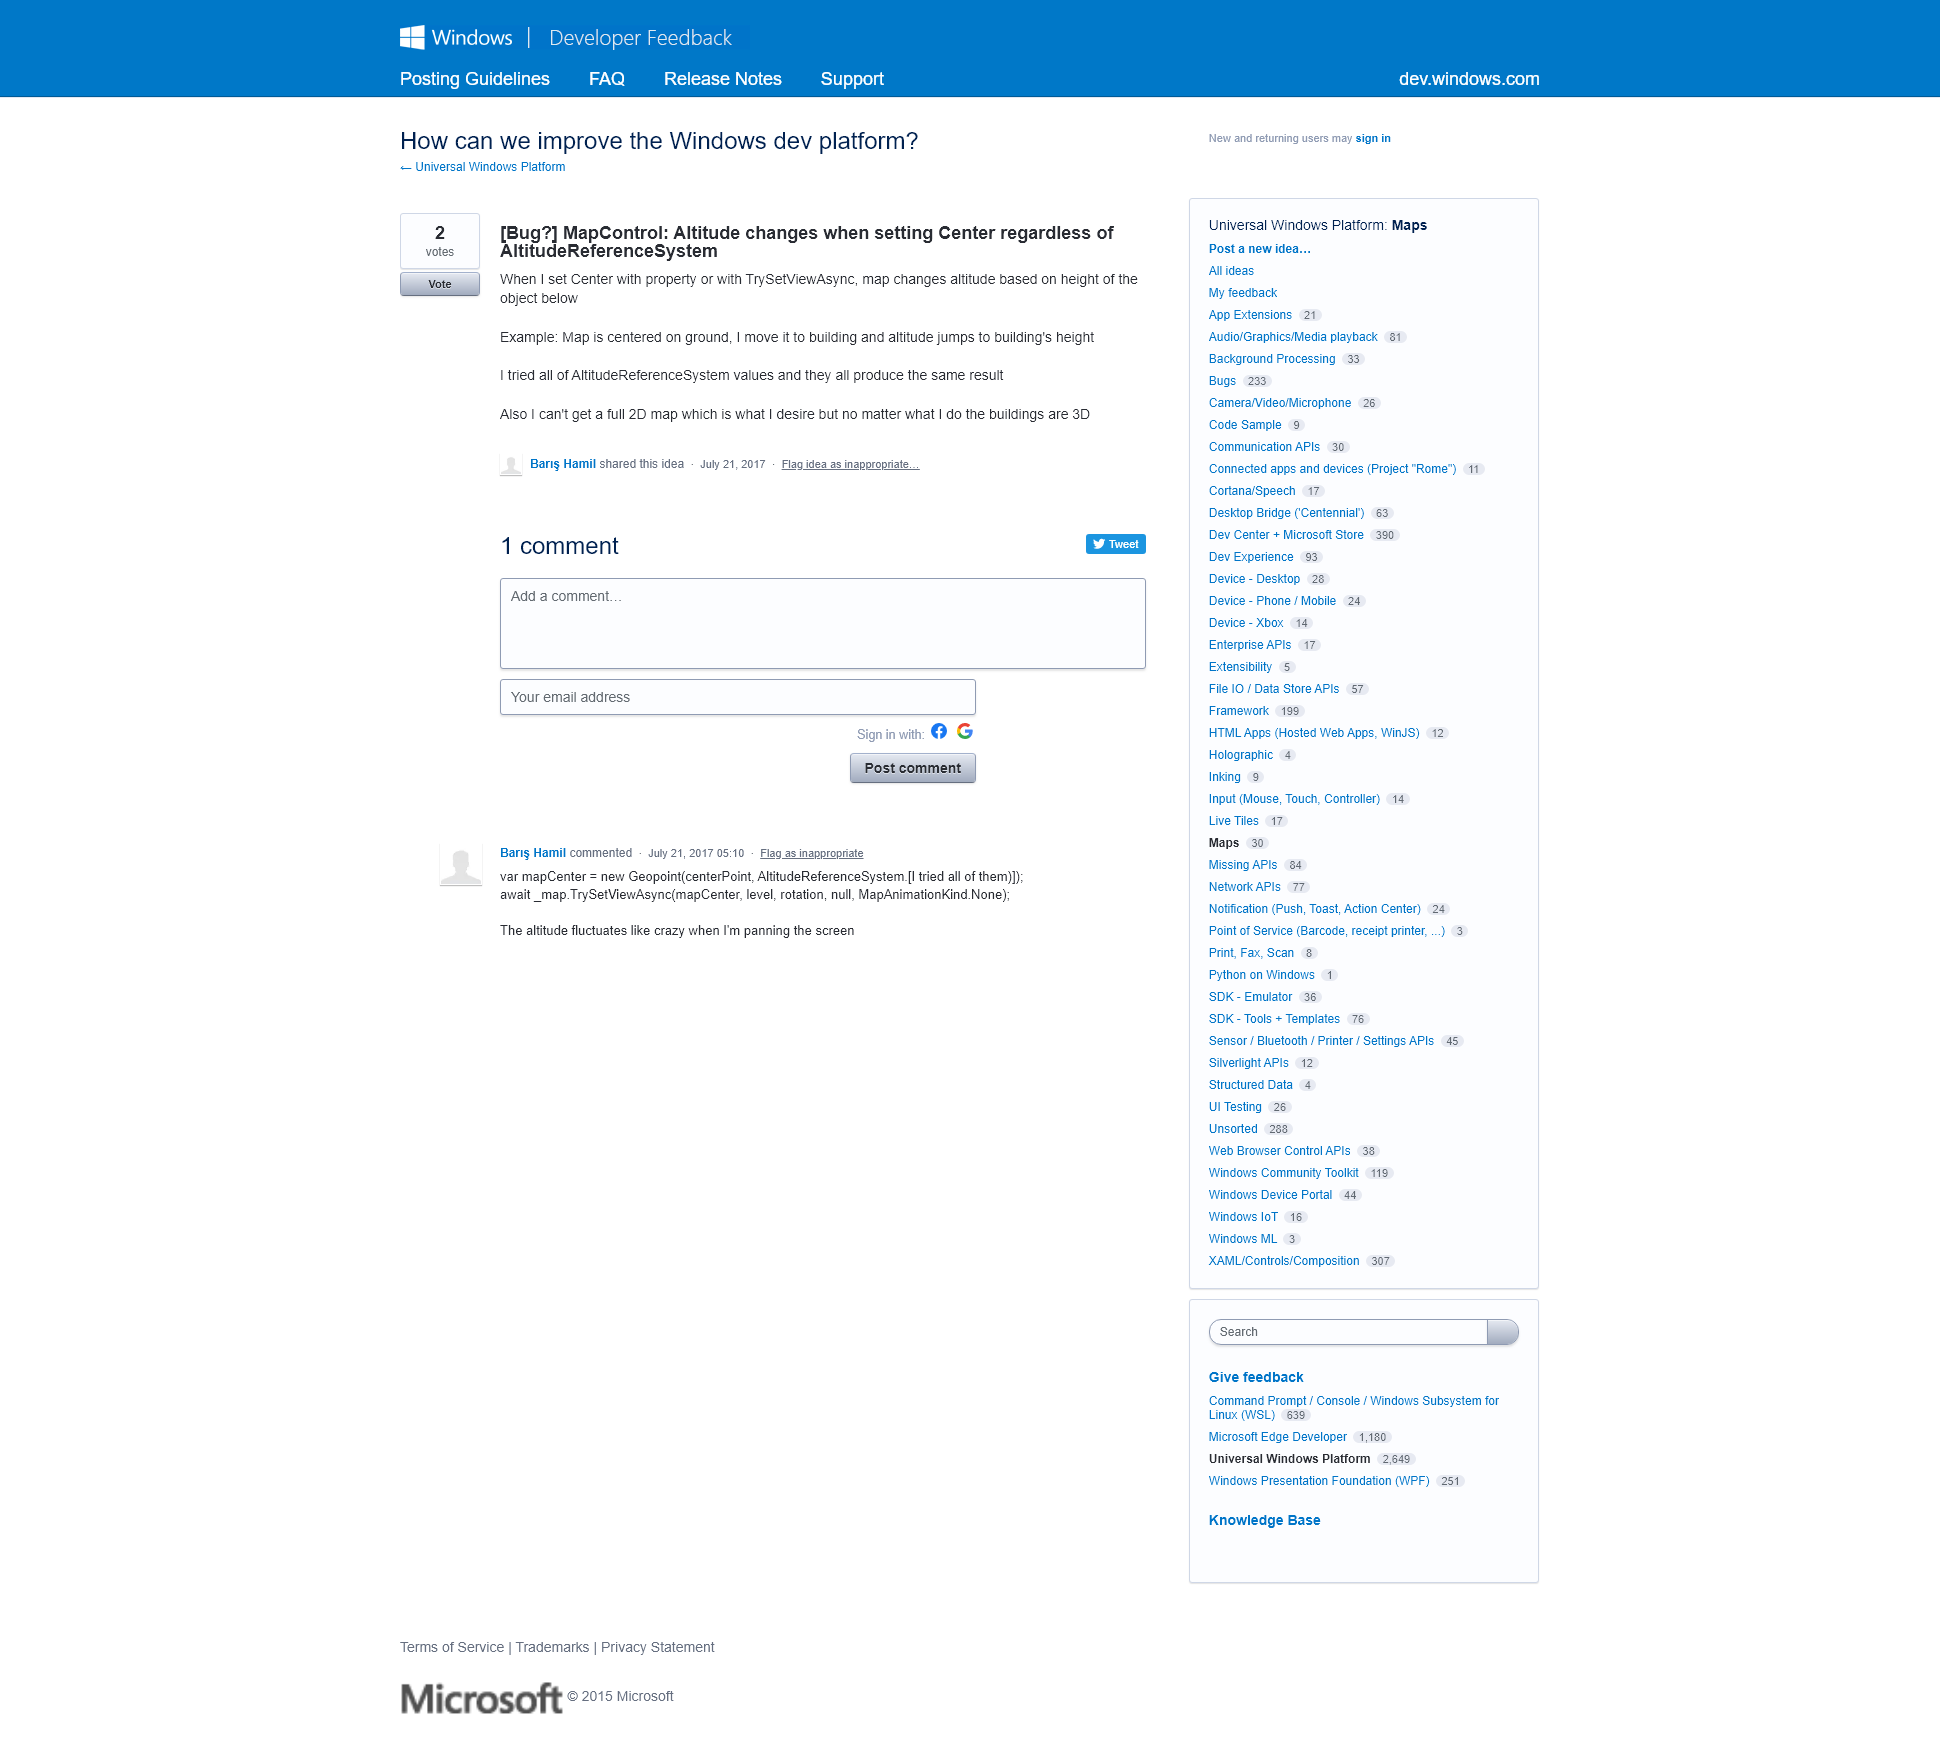 Windows | Developer Feedback
Posting Guidelines FAQ Release Notes Support dev.windows.com
How can we improve the Windows dev platform?
← Universal Windows Platform
New and returning users may sign in
2
votes
Vote
[Bug?] MapControl: Altitude changes when setting Center regardless of
AltitudeReferenceSystem
When I set Center with property or with TrySetViewAsync, map changes altitude based on height of the
object below
Example: Map is centered on ground, I move it to building and altitude jumps to building's height
I tried all of AltitudeReferenceSystem values and they all produce the same result
Also I can't get a full 2D map which is what I desire but no matter what I do the buildings are 3D
Barış Hamil shared this idea · July 21, 2017 · Flag idea as inappropriate…
1 comment
Tweet
Add a comment…
Your email address
Sign in with:
Post comment
Barış Hamil commented · July 21, 2017 05:10 · Flag as inappropriate
var mapCenter = new Geopoint(centerPoint, AltitudeReferenceSystem.[I tried all of them)]);
await _map.TrySetViewAsync(mapCenter, level, rotation, null, MapAnimationKind.None);
The altitude fluctuates like crazy when I'm panning the screen
Universal Windows Platform: Maps
Post a new idea…
All ideas
My feedback
App Extensions 21
Audio/Graphics/Media playback 81
Background Processing 33
Bugs 233
Camera/Video/Microphone 26
Code Sample 9
Communication APIs 30
Connected apps and devices (Project "Rome") 11
Cortana/Speech 17
Desktop Bridge ('Centennial') 63
Dev Center + Microsoft Store 390
Dev Experience 93
Device - Desktop 28
Device - Phone / Mobile 24
Device - Xbox 14
Enterprise APIs 17
Extensibility 5
File IO / Data Store APIs 57
Framework 199
HTML Apps (Hosted Web Apps, WinJS) 12
Holographic 4
Inking 9
Input (Mouse, Touch, Controller) 14
Live Tiles 17
Maps 30
Missing APIs 84
Network APIs 77
Notification (Push, Toast, Action Center) 24
Point of Service (Barcode, receipt printer, ...) 3
Print, Fax, Scan 8
Python on Windows 1
SDK - Emulator 36
SDK - Tools + Templates 76
Sensor / Bluetooth / Printer / Settings APIs 45
Silverlight APIs 12
Structured Data 4
UI Testing 26
Unsorted 288
Web Browser Control APIs 38
Windows Community Toolkit 119
Windows Device Portal 44
Windows IoT 16
Windows ML 3
XAML/Controls/Composition 307
Search
Give feedback
Command Prompt / Console / Windows Subsystem for
Linux (WSL) 639
Microsoft Edge Developer 1,180
Universal Windows Platform 2,649
Windows Presentation Foundation (WPF) 251
Knowledge Base
Terms of Service | Trademarks | Privacy Statement
Microsoft © 2015 Microsoft